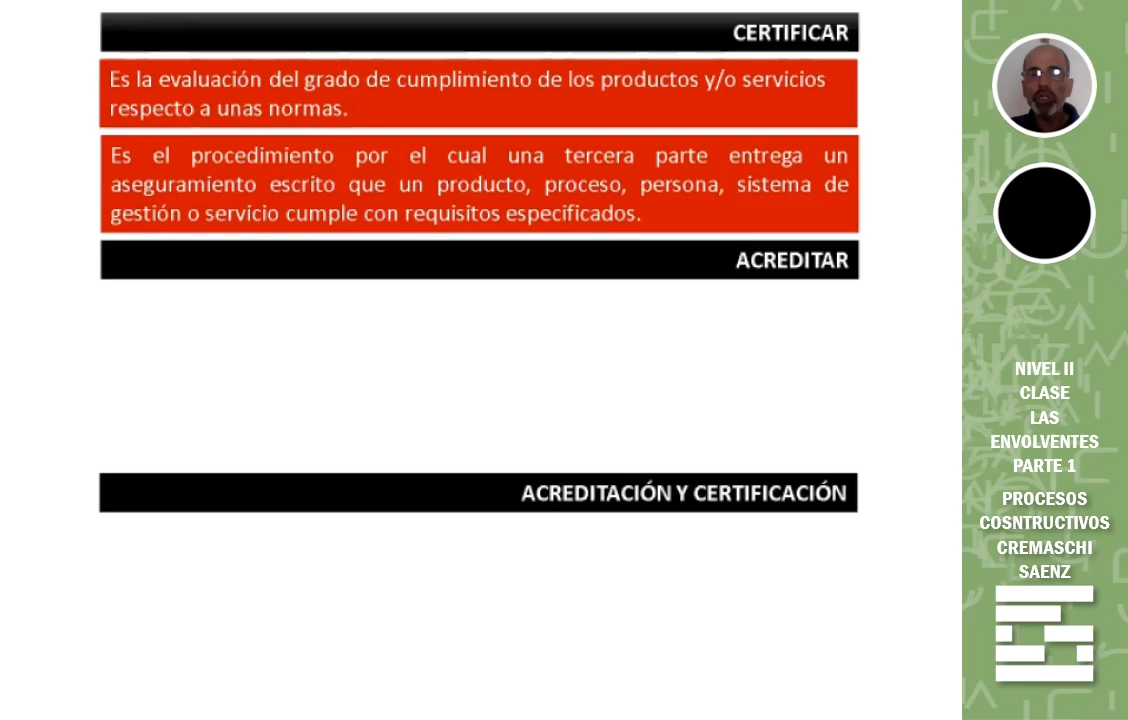 CERTIFICAR
Es la evaluación del grado de cumplimiento de los productos y/o servicios
respecto a unas normas.
Es el procedimiento por el cual una tercera parte entrega un
aseguramiento escrito que un producto, proceso, persona, sistema de
gestión o servicio cumple con requisitos especificados.
ACREDITAR
ACREDITACIÓN Y CERTIFICACIÓN
NIVEL II
CLASE
LAS
ENVOLVENTES
PARTE 1
PROCESOS
COSNTRUCTIVOS
CREMASCHI
SAENZ